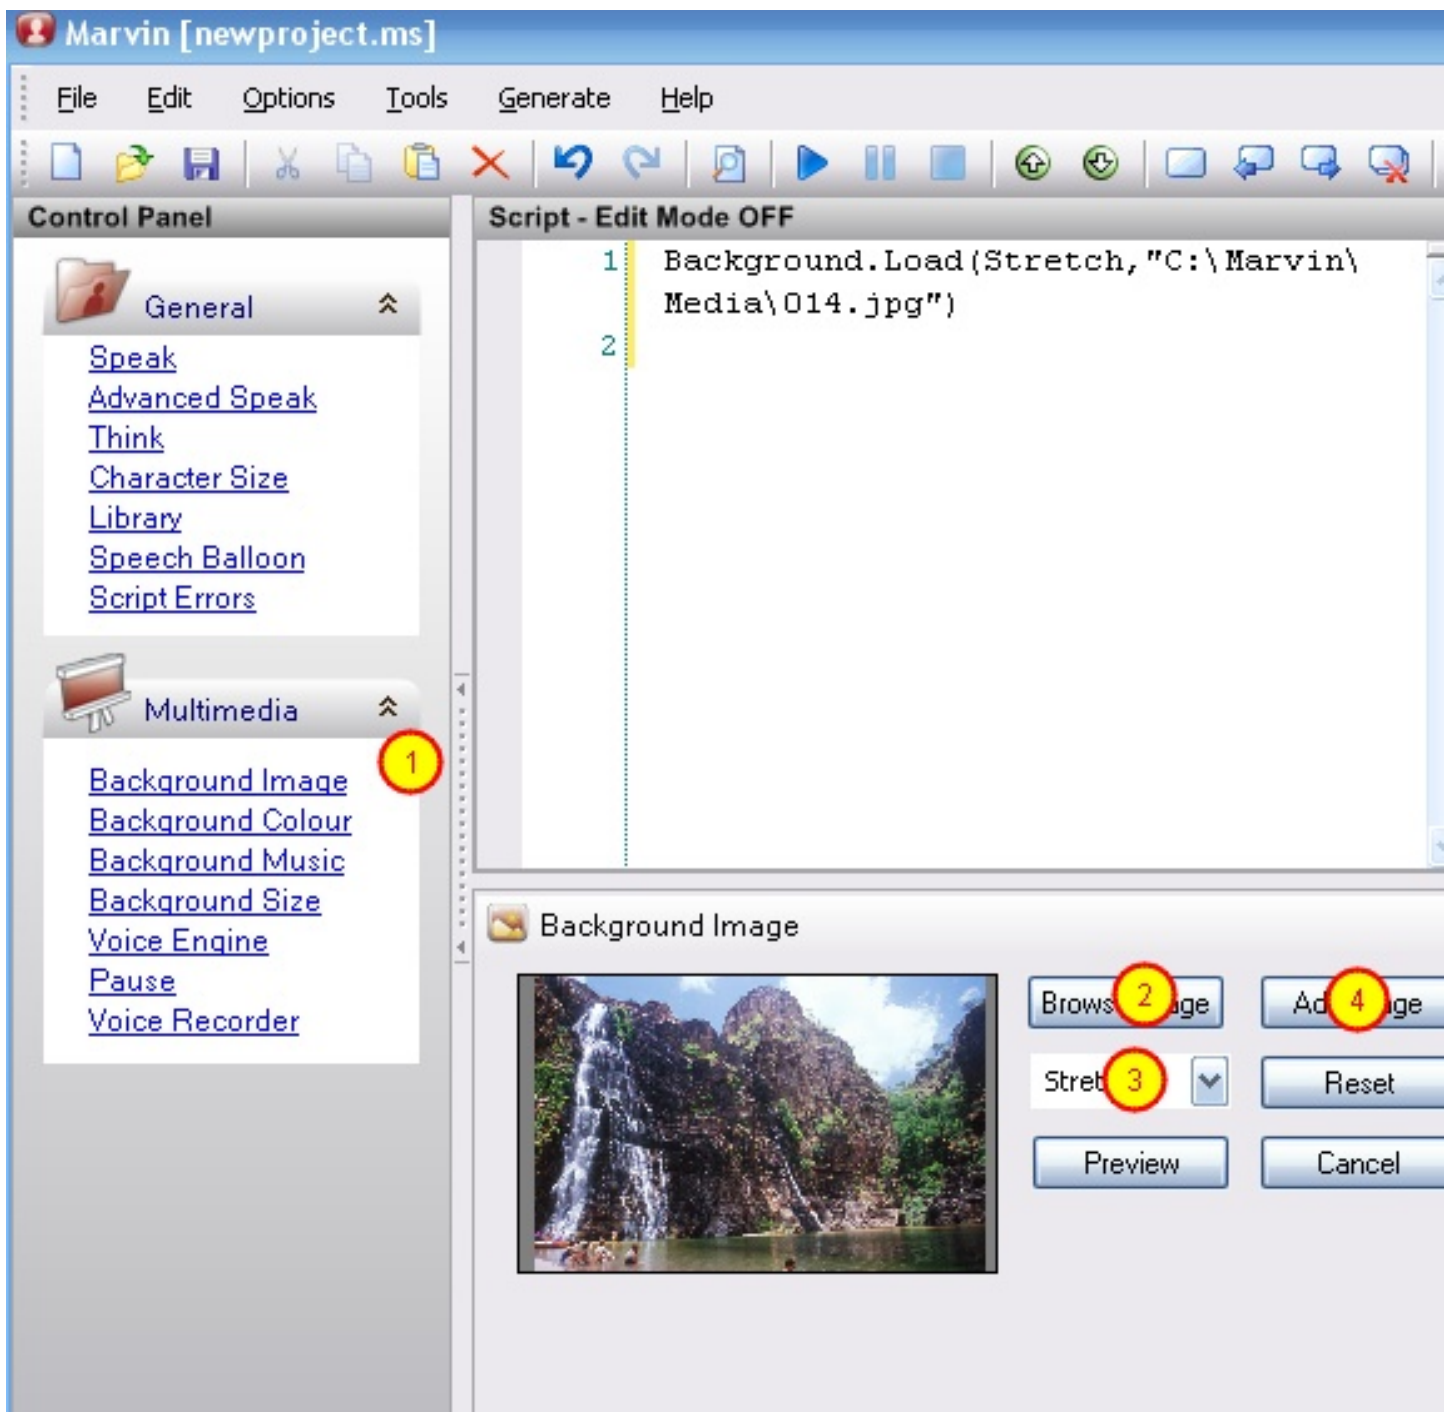 Marvin [newproject.ms]
File Edit Options Tools Generate Help
Control Panel
General
Speak
Advanced Speak
Think
Character Size
Library
Speech Balloon
Script Errors
Multimedia
1
Background Image
Background Colour
Background Music
Background Size
Voice Engine
Pause
Voice Recorder
Script - Edit Mode OFF
1 Background.Load(Stretch,"C:\Marvin\
Media\014.jpg")
2
Background Image
2 4
3 Reset
Preview Cancel